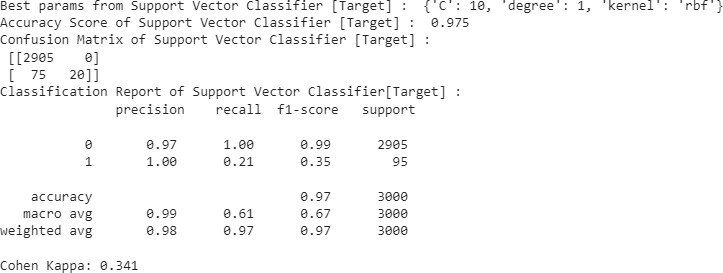 Best params from Support Vector Classifier [Target] :  {'C': 10, 'degree': 1, 'kernel': 'rbf'}
Accuracy Score of Support Vector Classifier [Target] :  0.975
Confusion Matrix of Support Vector Classifier [Target] :
 [[2905    0]
 [  75   20]]
Classification Report of Support Vector Classifier[Target] :
               precision    recall  f1-score   support

           0       0.97      1.00      0.99      2905
           1       1.00      0.21      0.35        95

    accuracy                           0.97      3000
   macro avg       0.99      0.61      0.67      3000
weighted avg       0.98      0.97      0.97      3000

Cohen Kappa: 0.341